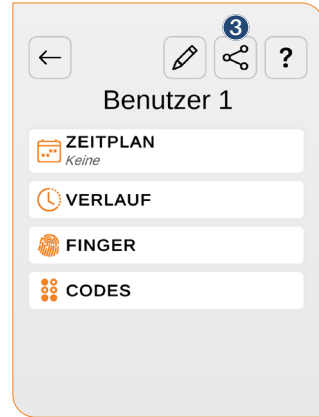 3
?
Benutzer 1
ZEITPLAN
Keine
VERLAUF
FINGER
CODES